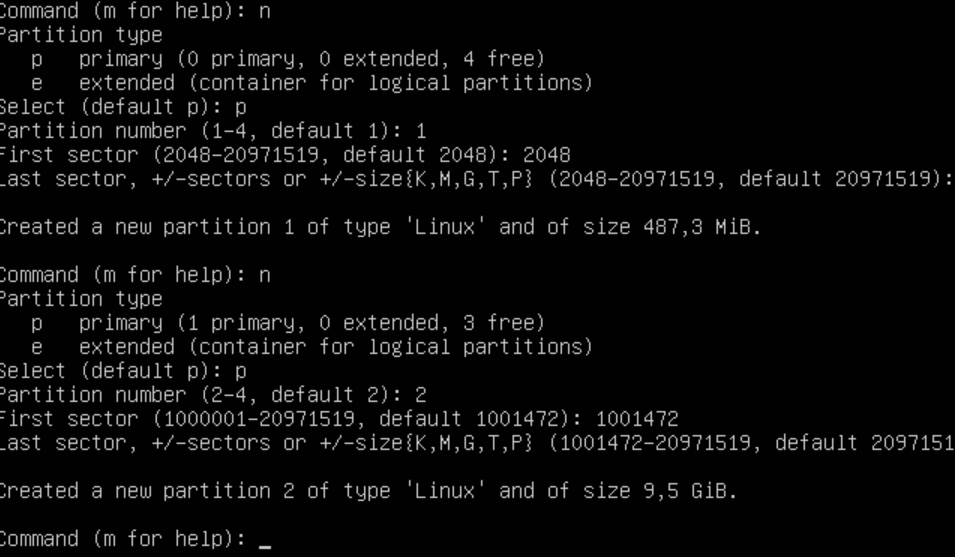 Command (m for help): n
Partition type
   p   primary (0 primary, 0 extended, 4 free)
   e   extended (container for logical partitions)
Select (default p): p
Partition number (1-4, default 1): 1
First sector (2048-20971519, default 2048): 2048
Last sector, +/-sectors or +/-size{K,M,G,T,P} (2048-20971519, default 20971519):
Created a new partition 1 of type 'Linux' and of size 487,3 MiB.
Command (m for help): n
Partition type
   p   primary (1 primary, 0 extended, 3 free)
   e   extended (container for logical partitions)
Select (default p): p
Partition number (2-4, default 2): 2
First sector (1000001-20971519, default 1001472): 1001472
Last sector, +/-sectors or +/-size{K,M,G,T,P} (1001472-20971519, default 2097151
Created a new partition 2 of type 'Linux' and of size 9,5 GiB.
Command (m for help): _